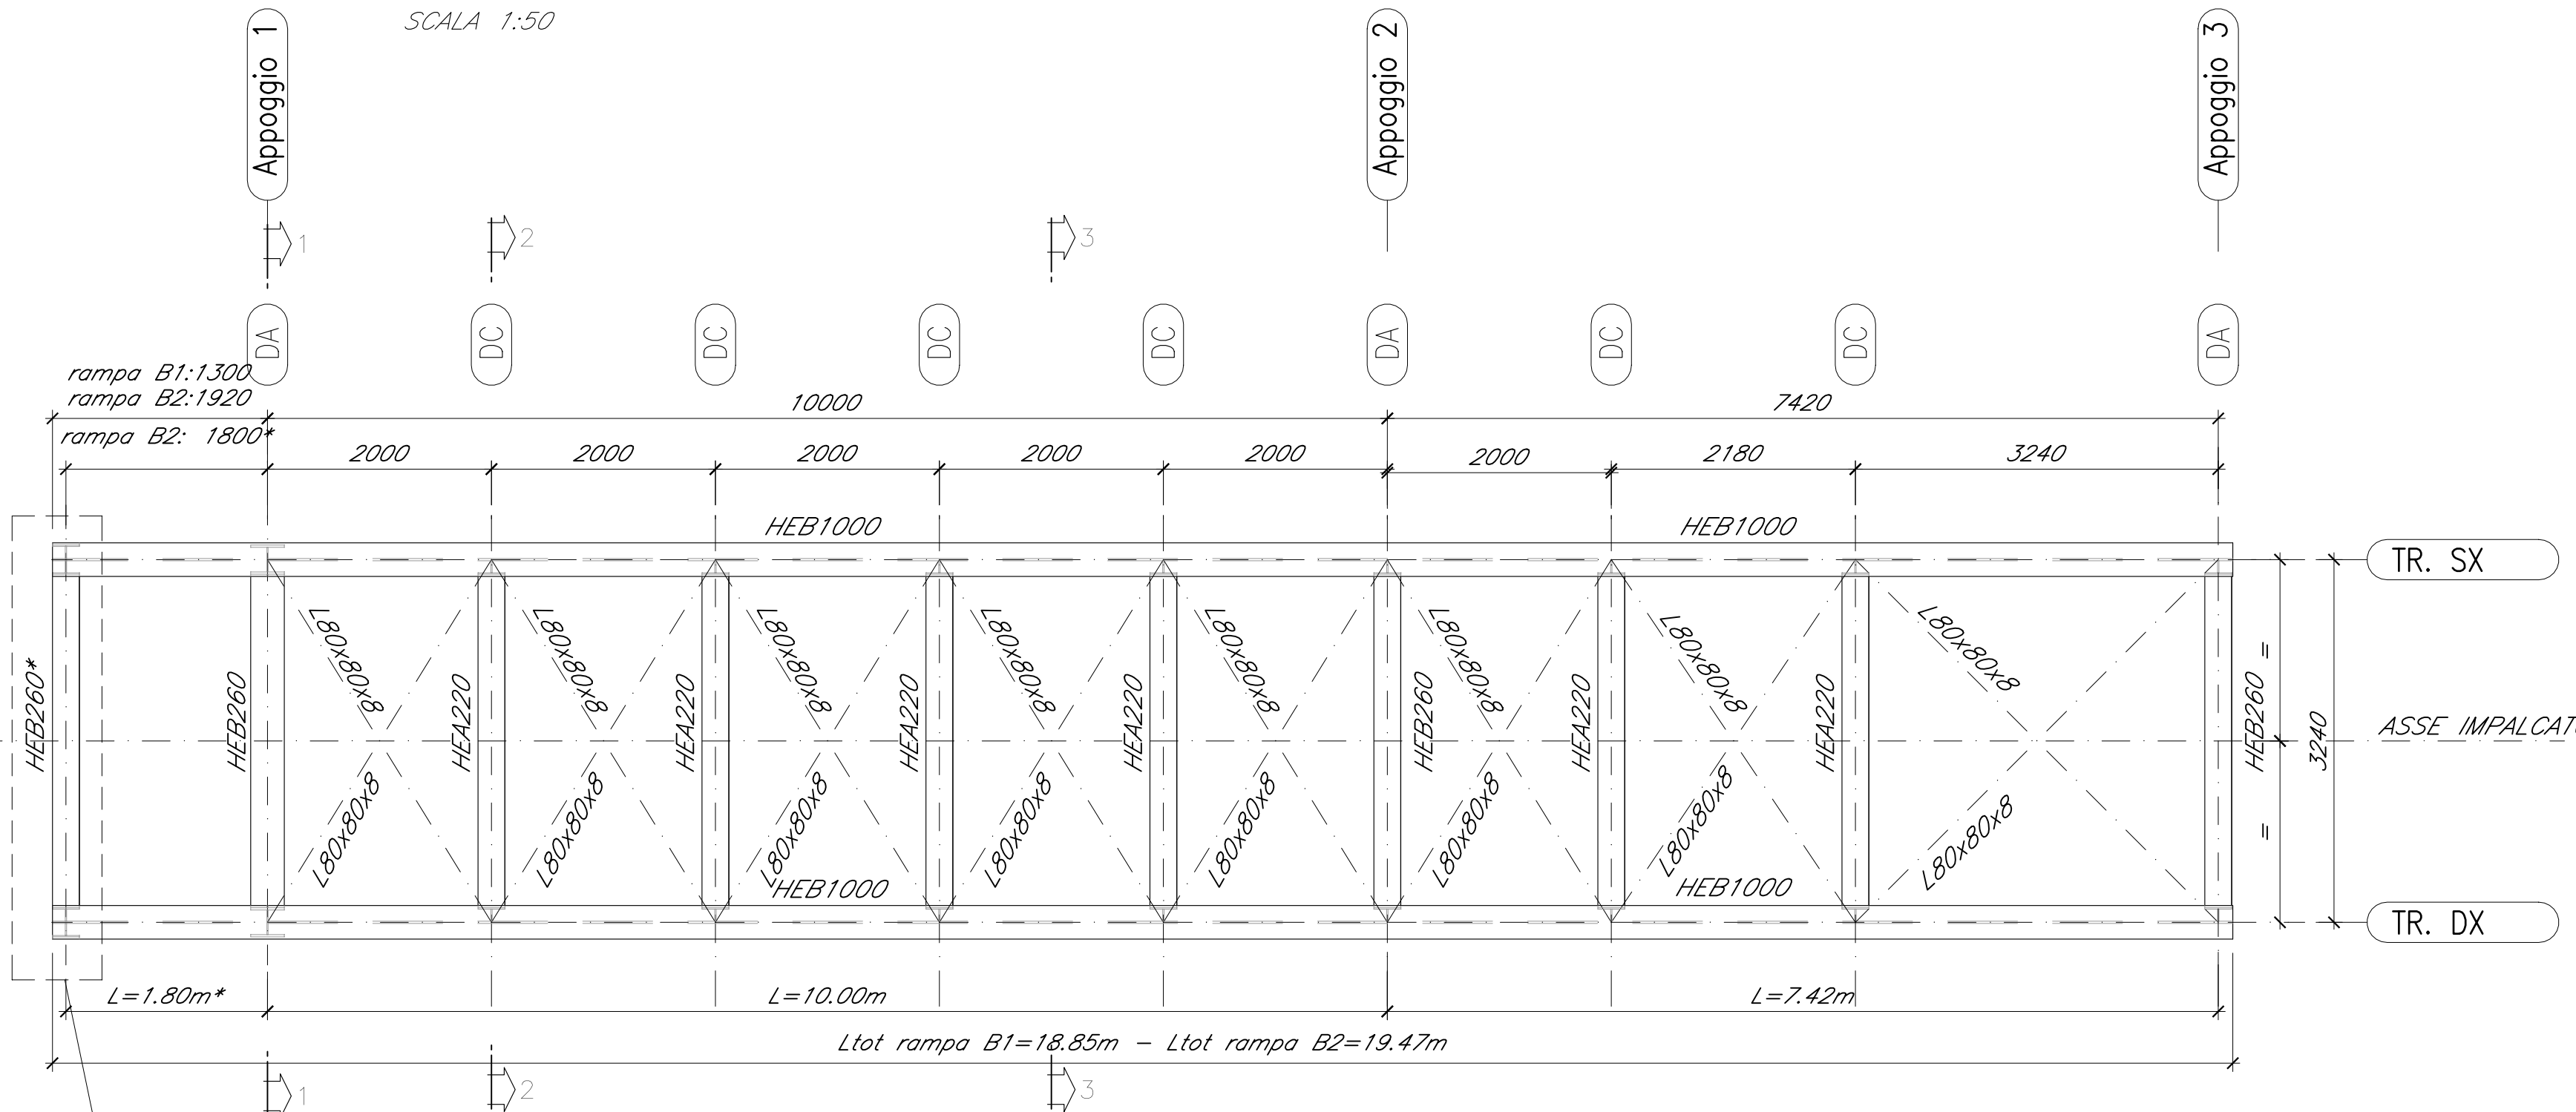 SCALA 1:50
Appoggio 1
Appoggio 2
Appoggio 3
1
2
3
DA
DC
DC
DC
DC
DA
DC
DC
DA
rampa B1:1300
rampa B2:1920
10000
7420
rampa B2: 1800*
2000
2000
2000
2000
2000
2000
2180
3240
HEB1000
HEB1000
TR. SX
L80x80x8
L80x80x8
L80x80x8
L80x80x8
L80x80x8
L80x80x8
L80x80x8
L80x80x8
HEB260*
HEB260
HEA220
HEA220
HEA220
HEA220
HEB260
HEA220
HEA220
HEB260
=
=
3240
ASSE IMPALCAT
L80x80x8
L80x80x8
L80x80x8
L80x80x8
L80x80x8
L80x80x8
L80x80x8
L80x80x8
HEB1000
HEB1000
TR. DX
L=1.80m*
L=10.00m
L=7.42m
Ltot rampa B1=18.85m – Ltot rampa B2=19.47m
1
2
3